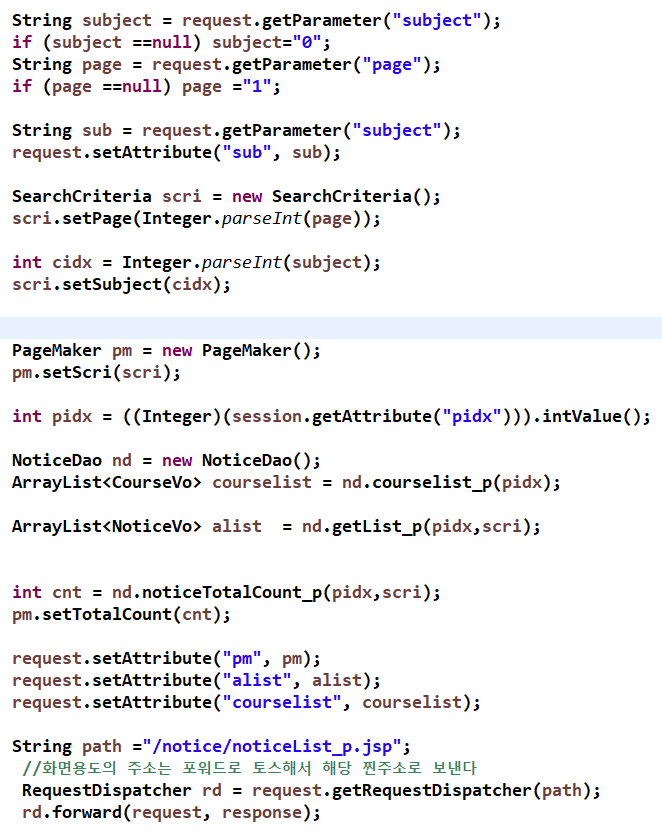 String subject = request.getParameter("subject");
if (subject ==null) subject="0";
String page = request.getParameter("page");
if (page ==null) page ="1";
String sub = request.getParameter("subject");
request.setAttribute("sub", sub);
SearchCriteria scri = new SearchCriteria();
scri.setPage(Integer.parseInt(page));
int cidx = Integer.parseInt(subject);
scri.setSubject(cidx);
PageMaker pm = new PageMaker();
pm.setScri(scri);
int pidx = ((Integer)(session.getAttribute("pidx"))).intValue();
NoticeDao nd = new NoticeDao();
ArrayList<CourseVo> courselist = nd.courselist_p(pidx);
ArrayList<NoticeVo> alist  = nd.getList_p(pidx,scri);
int cnt = nd.noticeTotalCount_p(pidx,scri);
pm.setTotalCount(cnt);
request.setAttribute("pm", pm);
request.setAttribute("alist", alist);
request.setAttribute("courselist", courselist);
String path ="/notice/noticeList_p.jsp";
//화면용도의 주소는 포워드로 토스해서 해당 찐주소로 보낸다
RequestDispatcher rd = request.getRequestDispatcher(path);
rd.forward(request, response);